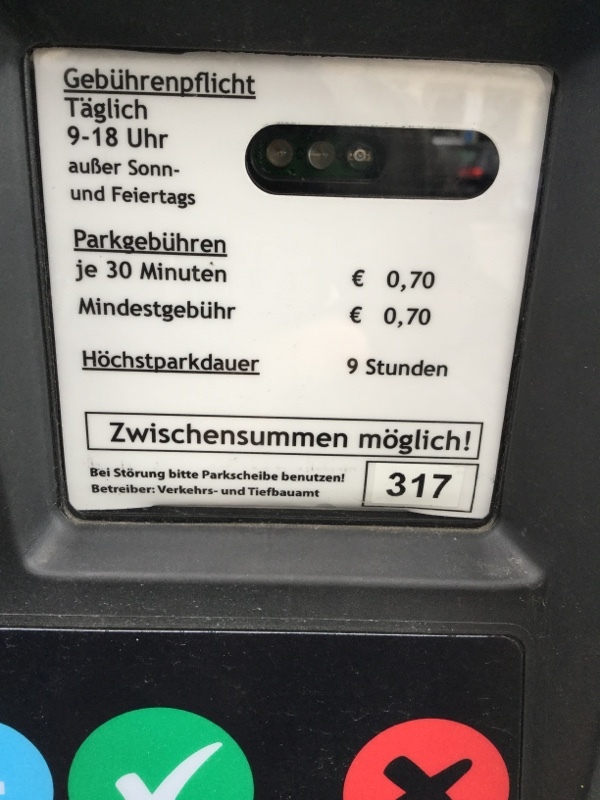 Gebührenpflicht
Täglich
9-18 Uhr
außer Sonn-
und Feiertags
Parkgebühren
je 30 Minuten € 0,70
Mindestgebühr € 0,70
Höchstparkdauer 9 Stunden
Zwischensummen möglich!
Bei Störung bitte Parkscheibe benutzen!
Betreiber: Verkehrs- und Tiefbauamt
317